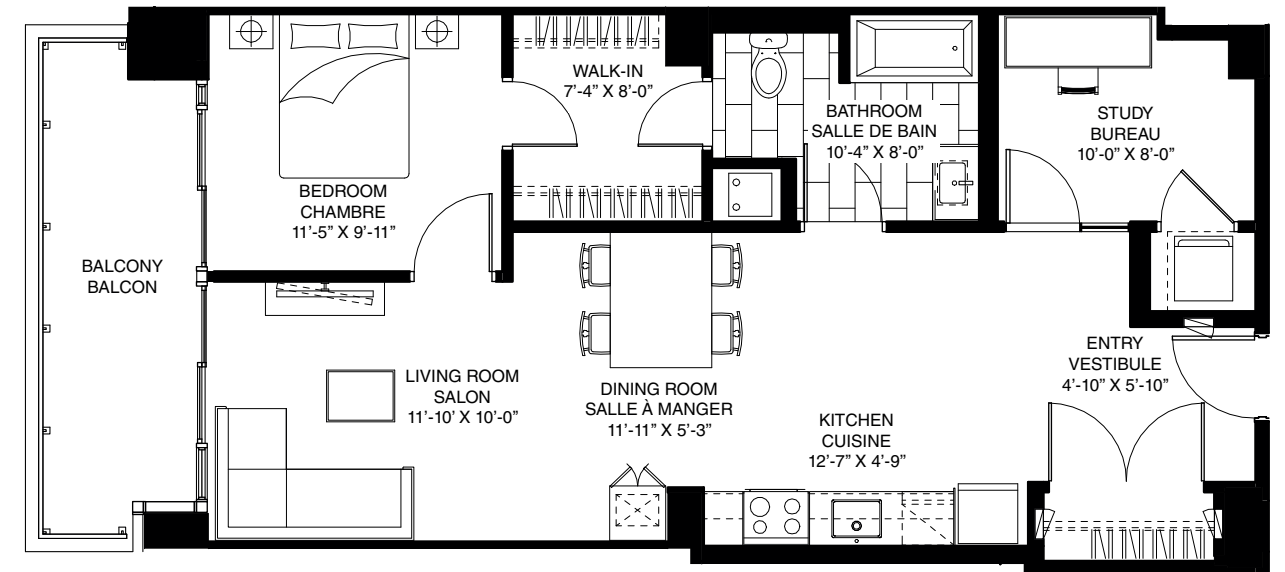 WALK-IN
7'-4” X 8'-0”
BATHROOM
SALLE DE BAIN
10'-4” X 8'-0”
STUDY
BUREAU
10'-0” X 8'-0”
BEDROOM
CHAMBRE
11'-5” X 9'-11”
BALCONY
BALCON
LIVING ROOM
SALON
11'-10' X 10'-0”
DINING ROOM
SALLE À MANGER
11'-11” X 5'-3”
KITCHEN
CUISINE
12'-7” X 4'-9”
ENTRY
VESTIBULE
4'-10” X 5'-10”